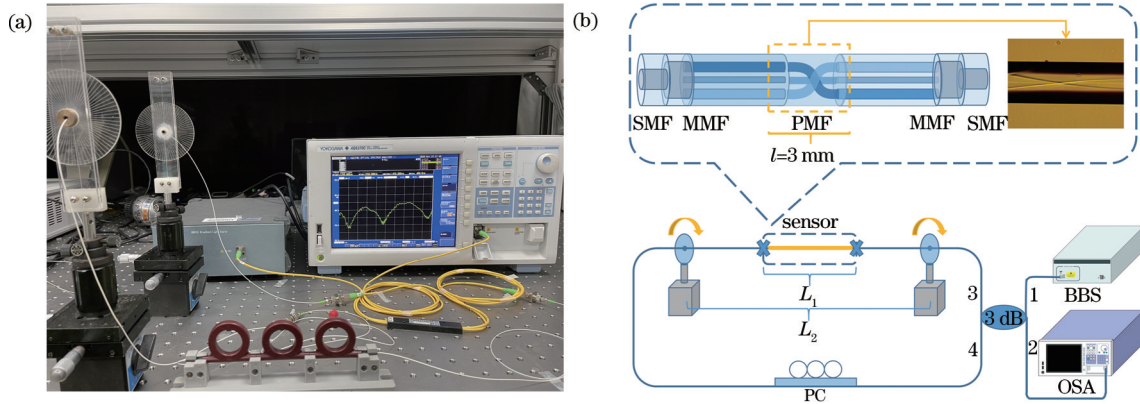 (a)
YOKOGAWA
(b)
SMF MMF PMF MMF SMF
l=3 mm
sensor
L1
L2
3
4
3 dB
1
2
BBS
OSA
PC